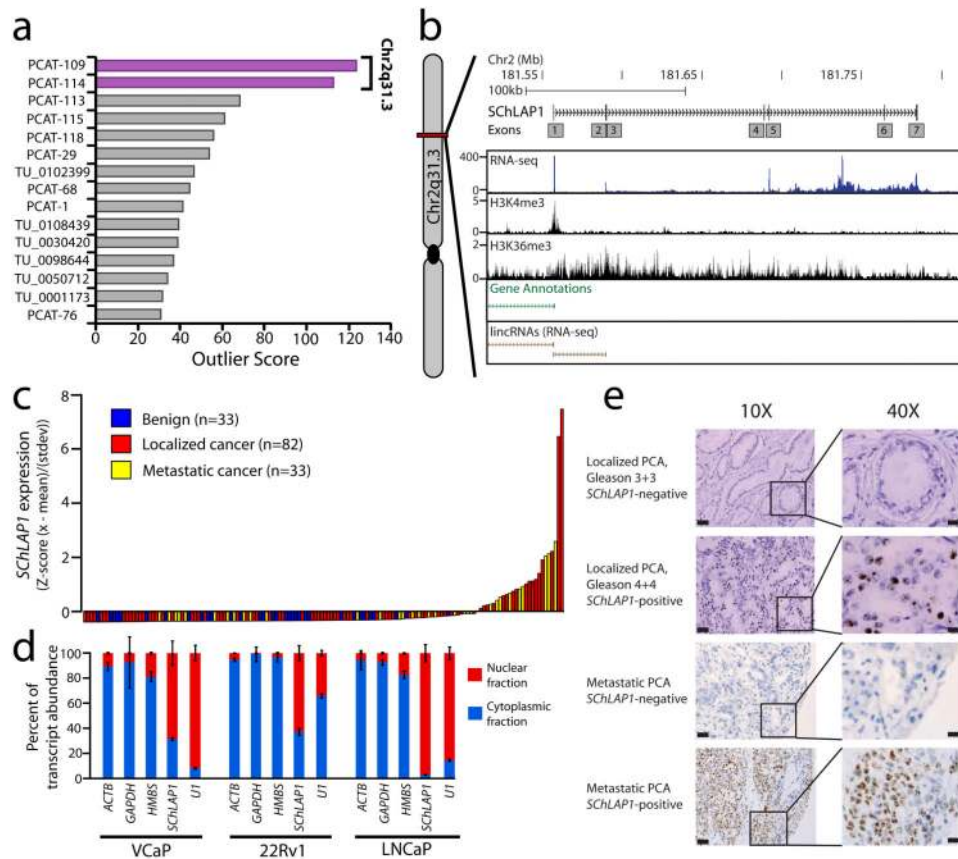 a
Chr2q31.3
PCAT-109
PCAT-114
PCAT-113
PCAT-115
PCAT-118
PCAT-29
TU_0102399
PCAT-68
PCAT-1
TU_0108439
TU_0030420
TU_0098644
TU_0050712
TU_0001173
PCAT-76
0 20 40 60 80 100 120 140
Outlier Score
b
Chr2q31.3
Chr2 (Mb)
181.55 181.65 181.75
100kb
SChLAP1
Exons 1 2 3 4 5 6 7
400
RNA-seq
0
5
H3K4me3
0
2
H3K36me3
0
Gene Annotations
lincRNAs (RNA-seq)
c
8
6
4
2
0
SChLAP1 expression
(Z-score (x - mean)/(stdev))
Benign (n=33)
Localized cancer (n=82)
Metastatic cancer (n=33)
d
Percent of
transcript abundance
100
80
60
40
20
0
Nuclear
fraction
Cytoplasmic
fraction
ACTB GAPDH HMBS SChLAP1 U1
ACTB GAPDH HMBS SChLAP1 U1
ACTB GAPDH HMBS SChLAP1 U1
VCaP 22Rv1 LNCaP
e
10X 40X
Localized PCA,
Gleason 3+3
SChLAP1-negative
Localized PCA,
Gleason 4+4
SChLAP1-positive
Metastatic PCA
SChLAP1-negative
Metastatic PCA
SChLAP1-positive